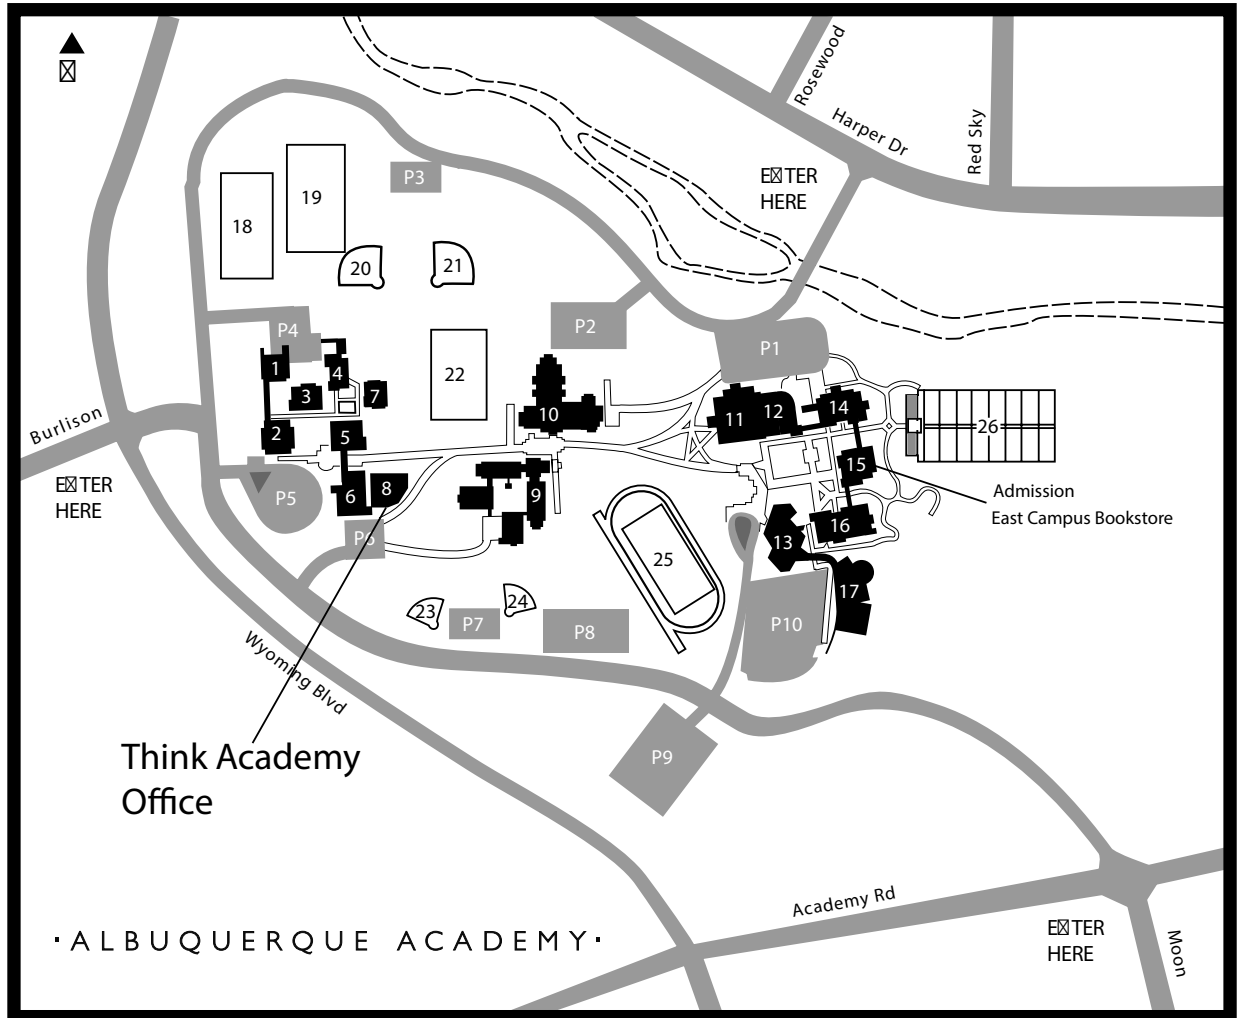 ☒
Rosewood
Harper Dr
Red Sky
E☒TER
HERE
P3
19
18
20
21
P4
P2
P1
1
4
3
7
22
10
11
12
14
26
Burlison
2
5
15
E☒TER
HERE
P5
6
8
9
Admission
East Campus Bookstore
P6
13
16
25
17
23
24
P7
P8
P10
Wyoming Blvd
P9
Think Academy
Office
Academy Rd
E☒TER
HERE
Moon
· ALBUQUERQUE ACADEMY ·